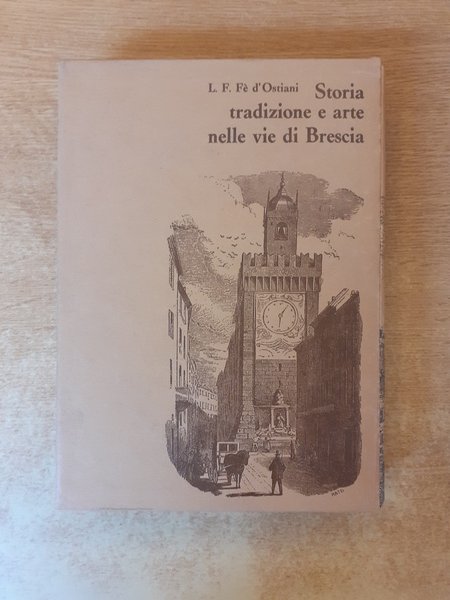 L. F. Fè d'Ostiani Storia
tradizione e arte
nelle vie di Brescia